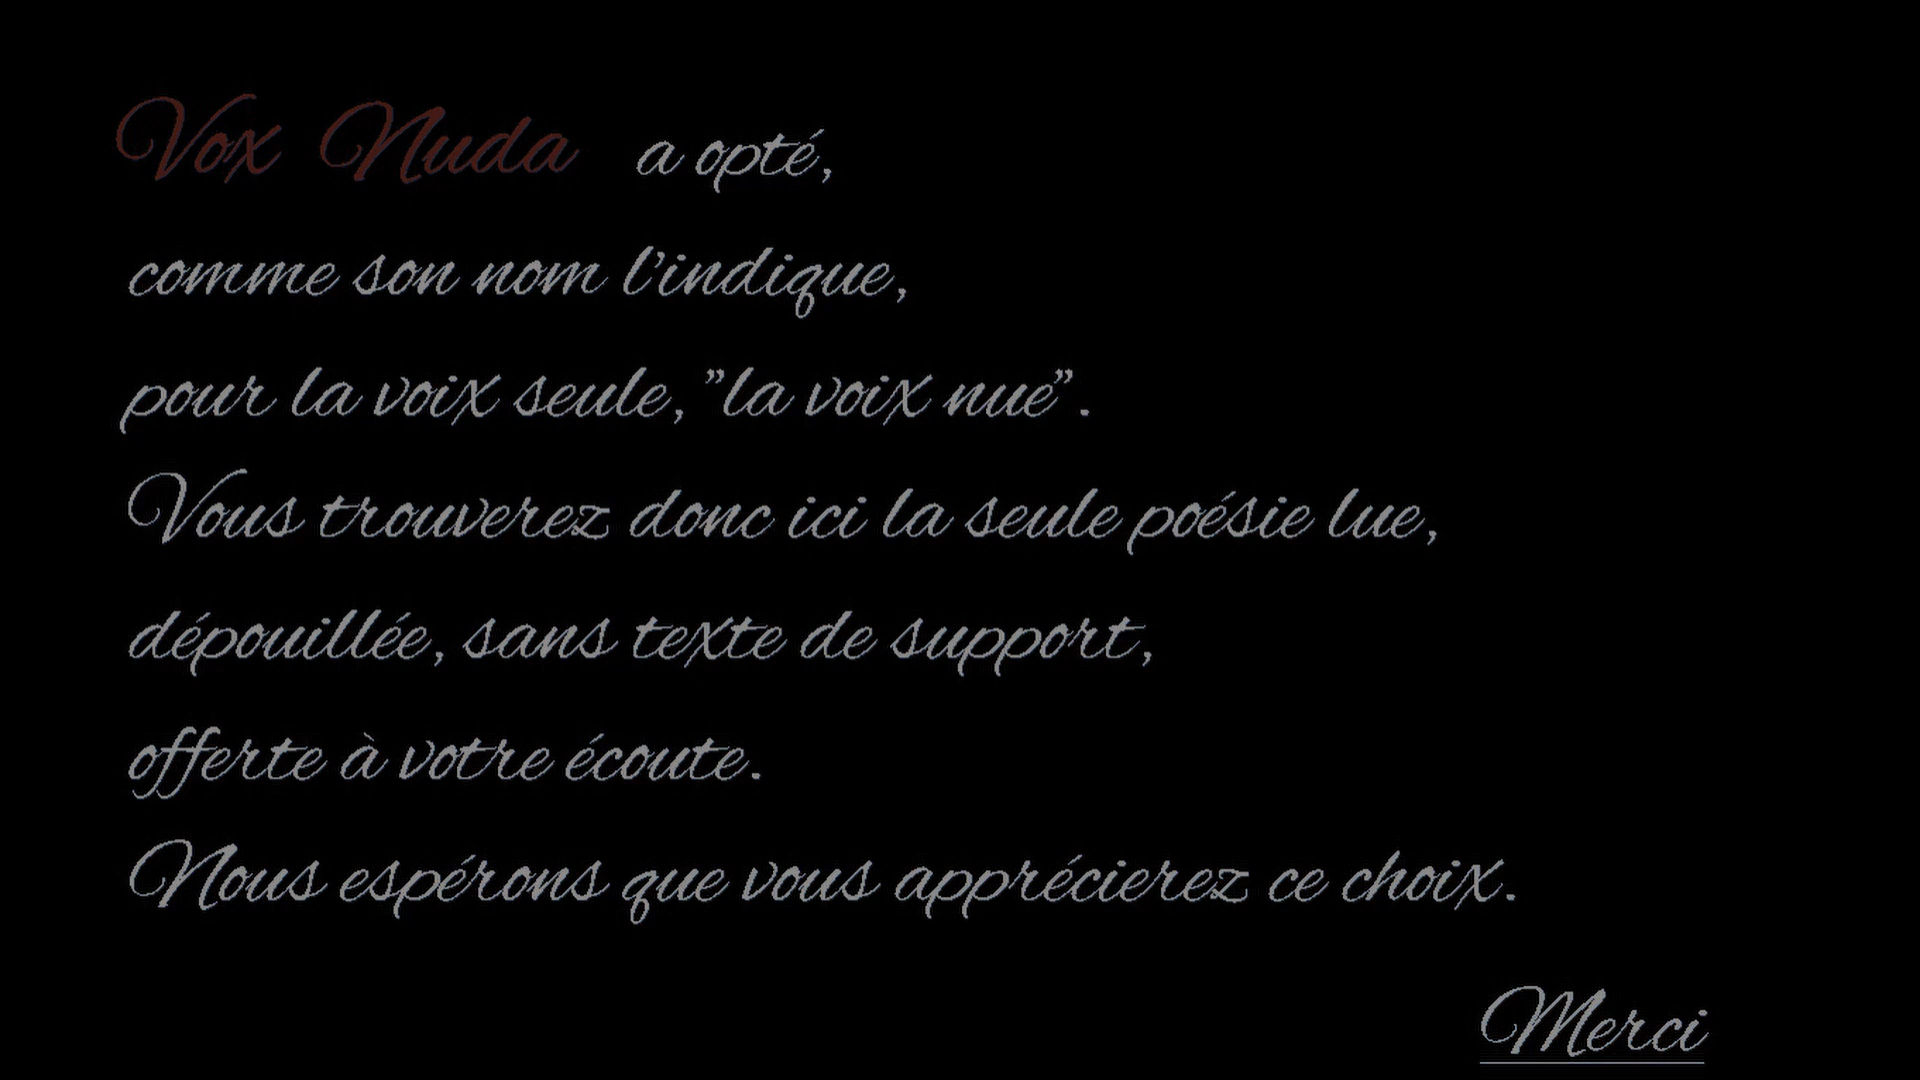 Vox Nuda a opté,
comme son nom l'indique,
pour la voix seule, "la voix nue".
Vous trouverez donc ici la seule poésie lue,
dépouillée, sans texte de support,
offerte à votre écoute.
Nous espérons que vous apprécierez ce choix.
Merci